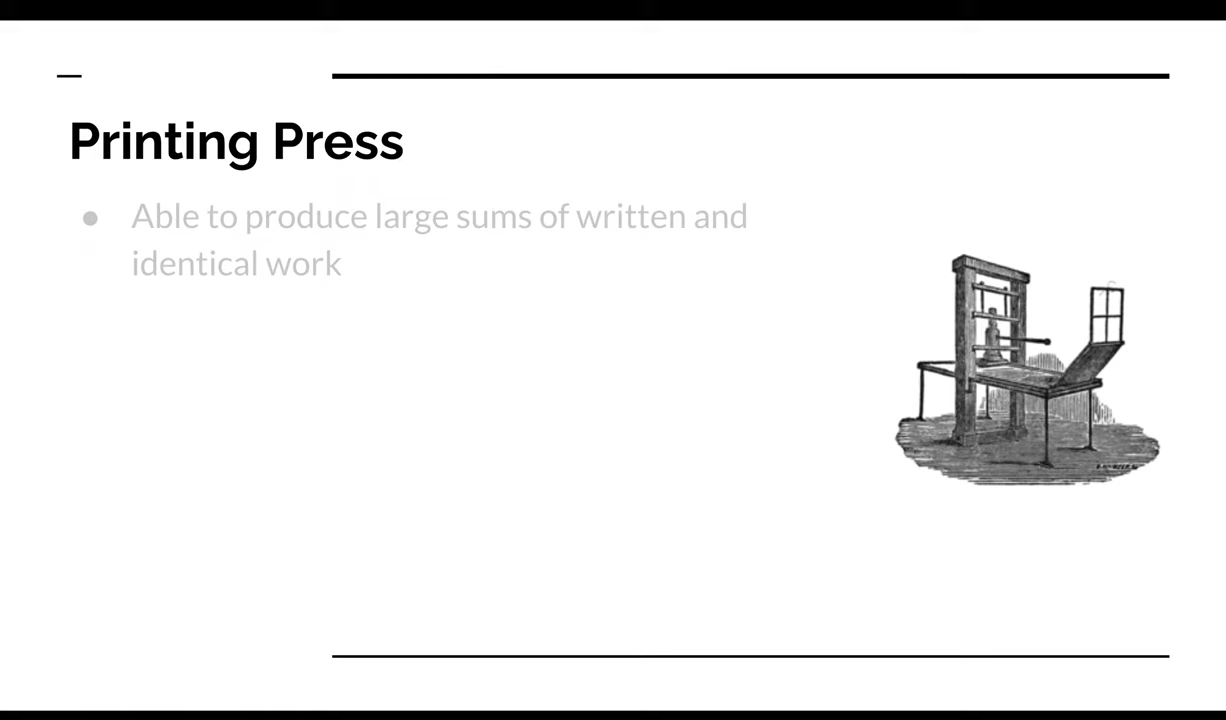 Printing Press
● Able to produce large sums of written and
identical work